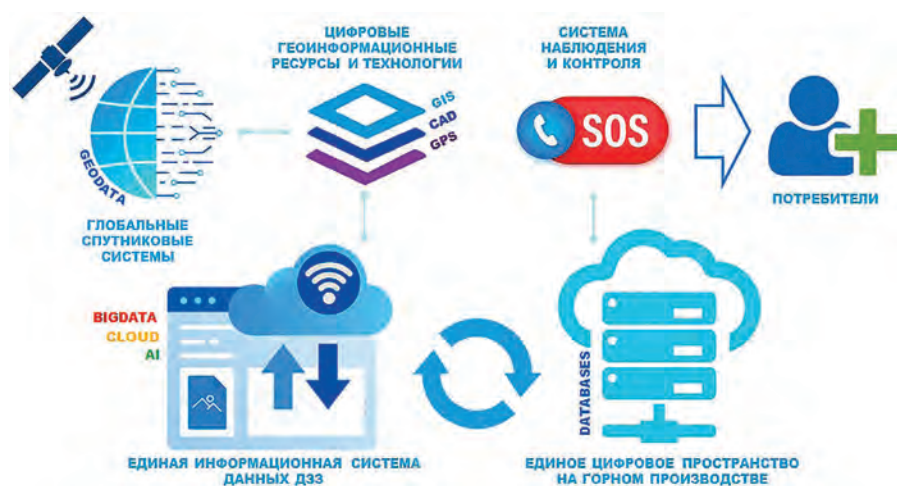 ЦИФРОВЫЕ
ГЕОИНФОРМАЦИОННЫЕ
РЕСУРСЫ И ТЕХНОЛОГИИ
СИСТЕМА
НАБЛЮДЕНИЯ
И КОНТРОЛЯ
GIS
CAD
GPS
SOS
GEODATA
ПОТРЕБИТЕЛИ
ГЛОБАЛЬНЫЕ
СПУТНИКОВЫЕ
СИСТЕМЫ
BIGDATA
CLOUD
AI
DATABASES
ЕДИНАЯ ИНФОРМАЦИОННАЯ СИСТЕМА
ДАННЫХ ДЗЗ
ЕДИНОЕ ЦИФРОВОЕ ПРОСТРАНСТВО
НА ГОРНОМ ПРОИЗВОДСТВЕ